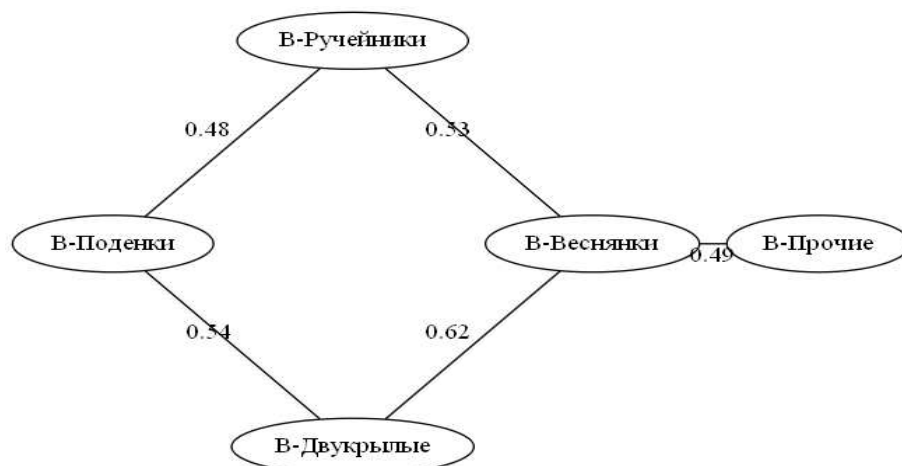 В-Ручейники
0.48
0.53
В-Поденки
В-Веснянки
0.49
В-Прочие
0.54
0.62
В-Двукрылые